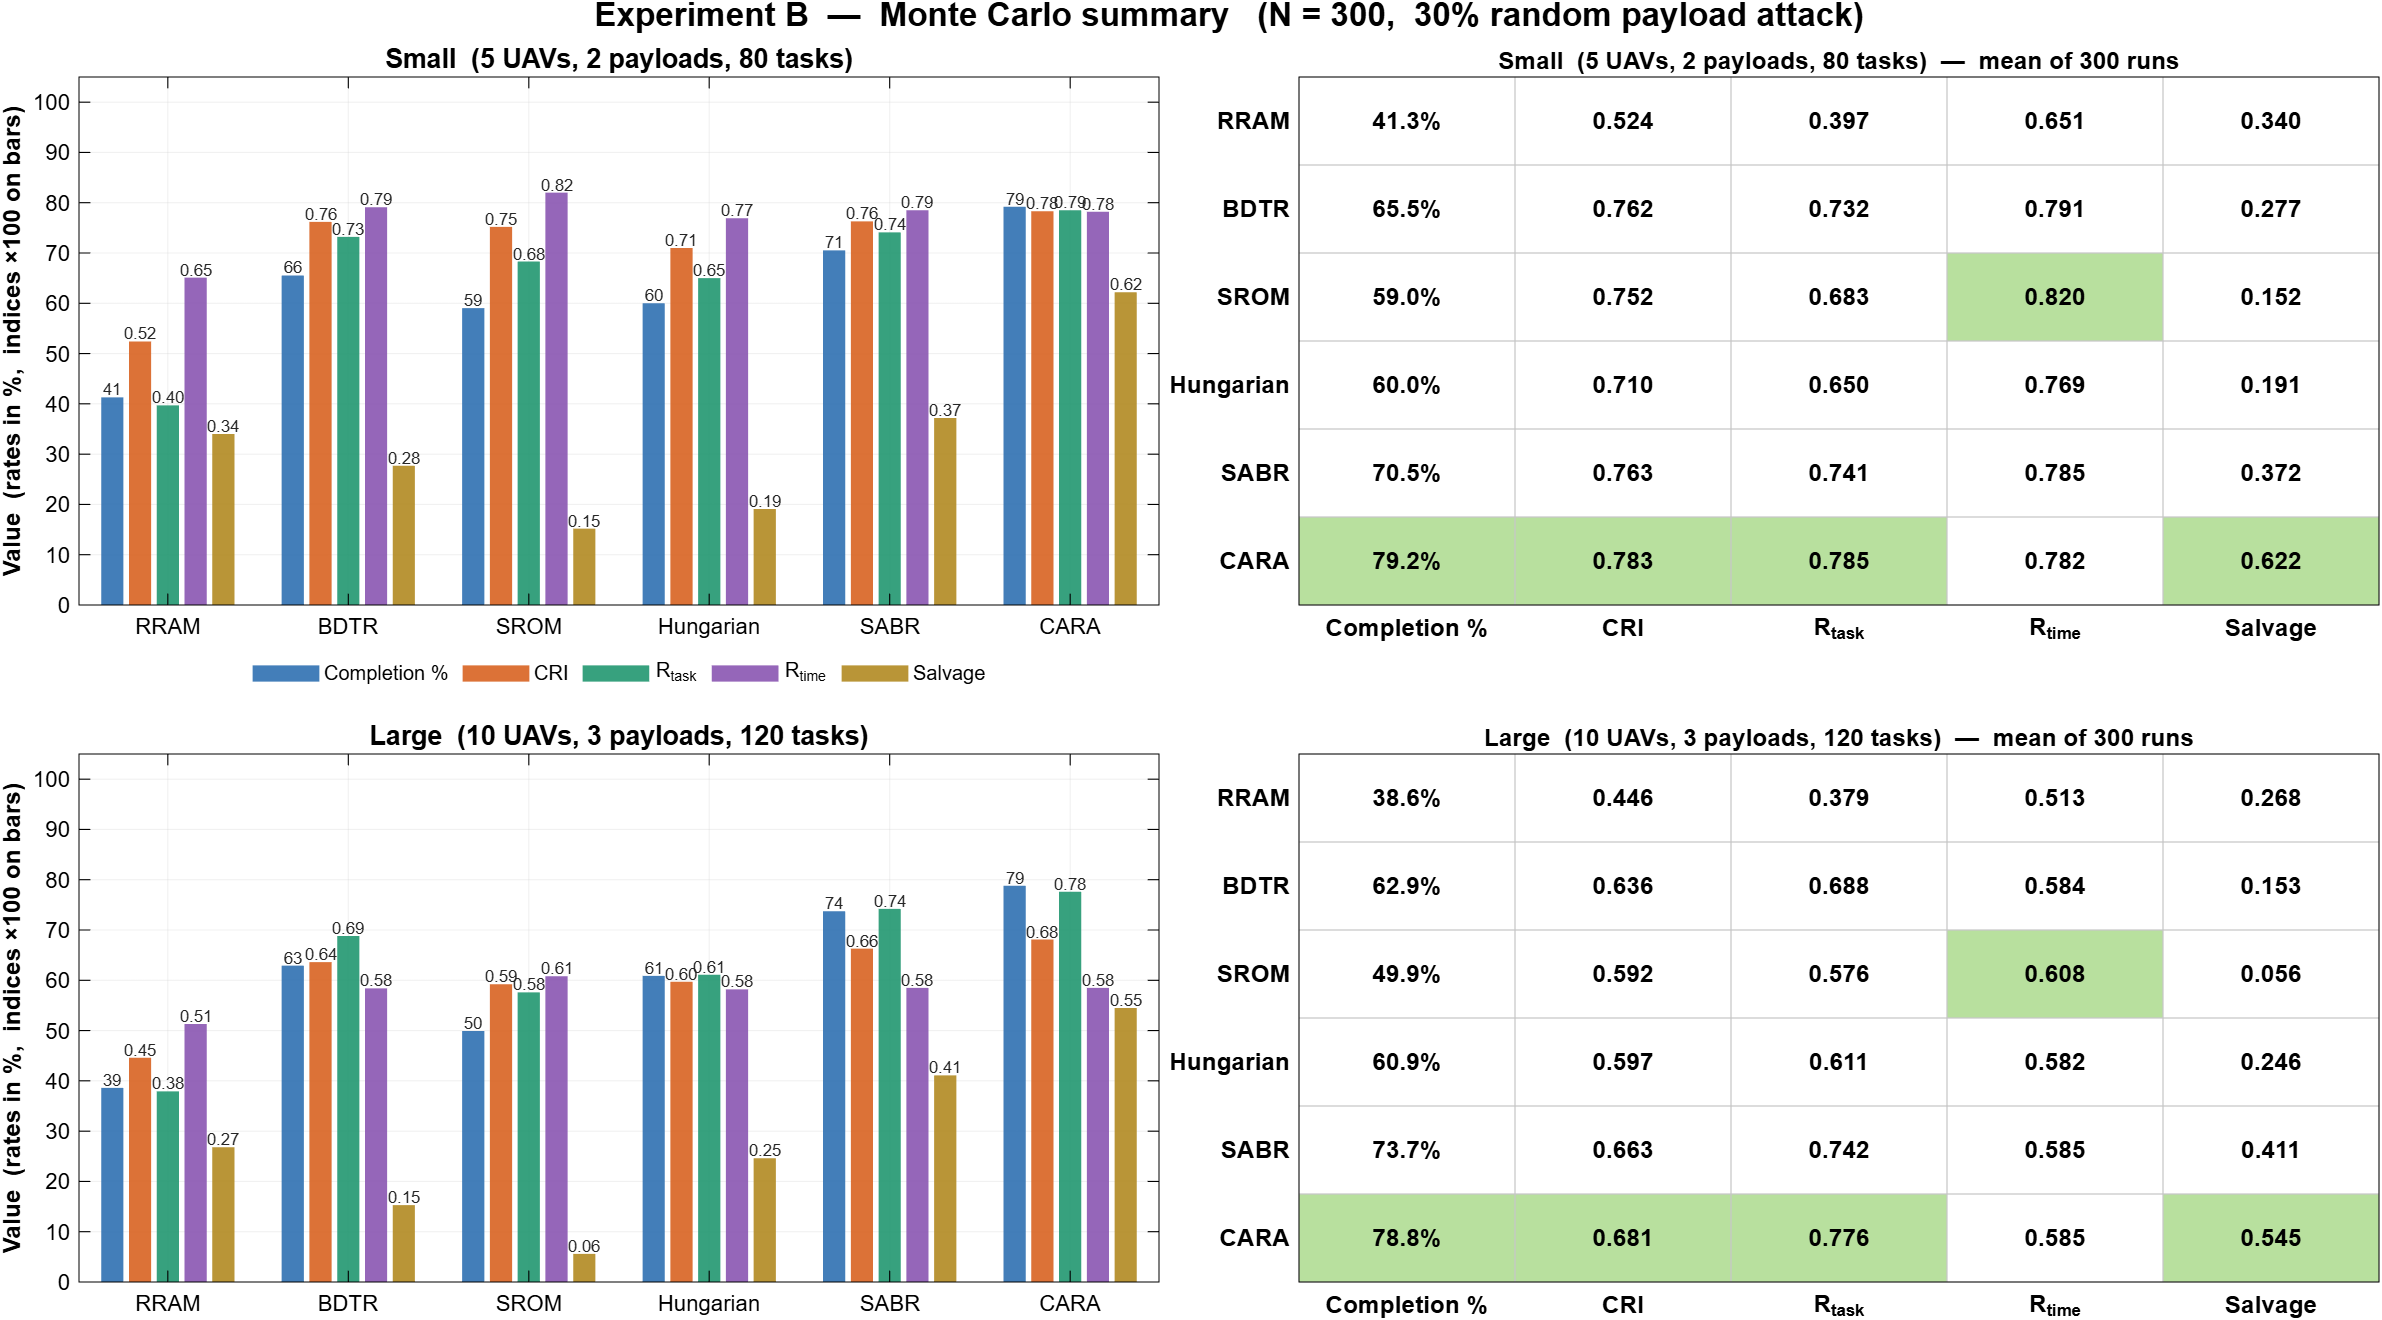 Experiment B — Monte Carlo summary (N = 300, 30% random payload attack)
Small (5 UAVs, 2 payloads, 80 tasks)
Value (rates in %, indices ×100 on bars)
100
90
80
70
60
50
40
30
20
10
0
41 0.52 0.40 0.65 0.34
66 0.76 0.73 0.79 0.28
59 0.75 0.68 0.82 0.15
60 0.71 0.65 0.77 0.19
71 0.76 0.74 0.79 0.37
79 0.78 0.79 0.78 0.62
RRAM BDTR SROM Hungarian SABR CARA
Completion % CRI Rtask Rtime Salvage
Small (5 UAVs, 2 payloads, 80 tasks) — mean of 300 runs
RRAM 41.3% 0.524 0.397 0.651 0.340
BDTR 65.5% 0.762 0.732 0.791 0.277
SROM 59.0% 0.752 0.683 0.820 0.152
Hungarian 60.0% 0.710 0.650 0.769 0.191
SABR 70.5% 0.763 0.741 0.785 0.372
CARA 79.2% 0.783 0.785 0.782 0.622
Completion % CRI Rtask Rtime Salvage
Large (10 UAVs, 3 payloads, 120 tasks)
Value (rates in %, indices ×100 on bars)
100
90
80
70
60
50
40
30
20
10
0
39 0.45 0.38 0.51 0.27
63 0.64 0.69 0.58 0.15
50 0.59 0.58 0.61 0.06
61 0.60 0.61 0.58 0.25
74 0.66 0.74 0.58 0.41
79 0.68 0.78 0.58 0.55
RRAM BDTR SROM Hungarian SABR CARA
Large (10 UAVs, 3 payloads, 120 tasks) — mean of 300 runs
RRAM 38.6% 0.446 0.379 0.513 0.268
BDTR 62.9% 0.636 0.688 0.584 0.153
SROM 49.9% 0.592 0.576 0.608 0.056
Hungarian 60.9% 0.597 0.611 0.582 0.246
SABR 73.7% 0.663 0.742 0.585 0.411
CARA 78.8% 0.681 0.776 0.585 0.545
Completion % CRI Rtask Rtime Salvage